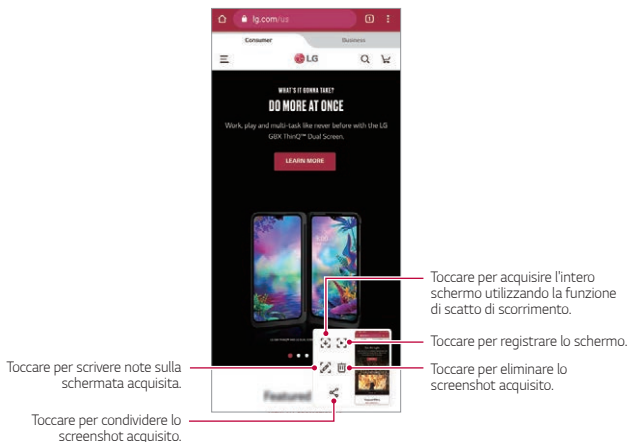 lg.com/us
Consumer
Business
LG
WHAT'S IT GONNA TAKE?
DO MORE AT ONCE
Work, play and multi-task like never before with the LG
G8X ThinQ™ Dual Screen.
LEARN MORE
Featured
Toccare per acquisire l'intero
schermo utilizzando la funzione
di scatto di scorrimento.
Toccare per registrare lo schermo.
Toccare per eliminare lo
screenshot acquisito.
Toccare per scrivere note sulla
schermata acquisita.
Toccare per condividere lo
screenshot acquisito.